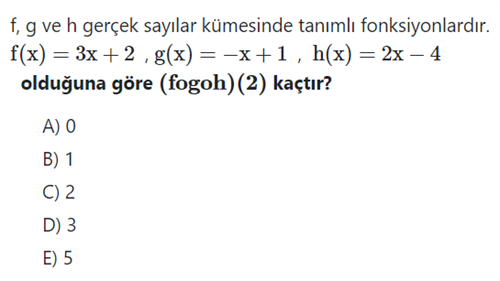 f, g ve h gerçek sayılar kümesinde tanımlı fonksiyonlardır.
f(x) = 3x + 2 , g(x) = −x + 1 , h(x) = 2x − 4
olduğuna göre (fogoh)(2) kaçtır?
A) 0
B) 1
C) 2
D) 3
E) 5